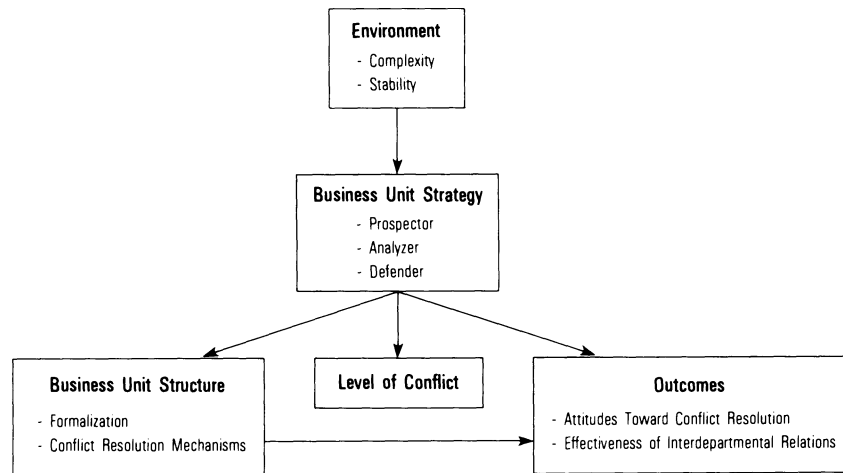 Environment
- Complexity
- Stability
Business Unit Strategy
- Prospector
- Analyzer
- Defender
Business Unit Structure
- Formalization
- Conflict Resolution Mechanisms
Level of Conflict
Outcomes
- Attitudes Toward Conflict Resolution
- Effectiveness of Interdepartmental Relations